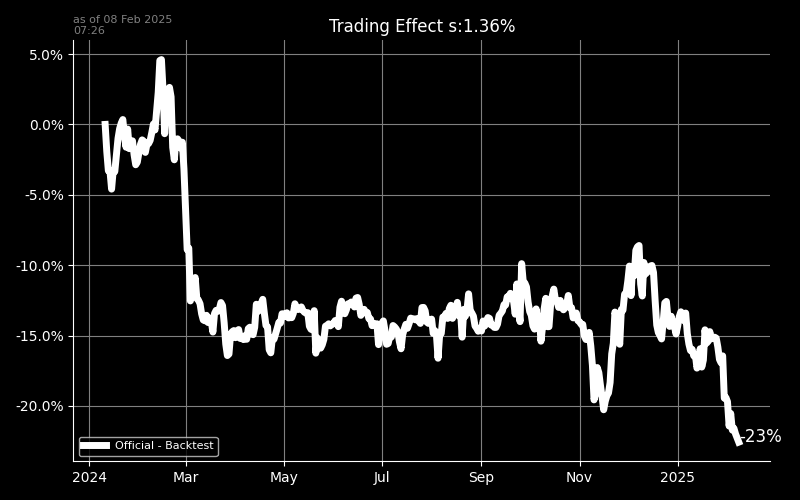 as of 08 Feb 2025
07:26
Trading Effect s:1.36%
5.0%
0.0%
-5.0%
-10.0%
-15.0%
-20.0%
-23%
Official - Backtest
2024 Mar May Jul Sep Nov 2025